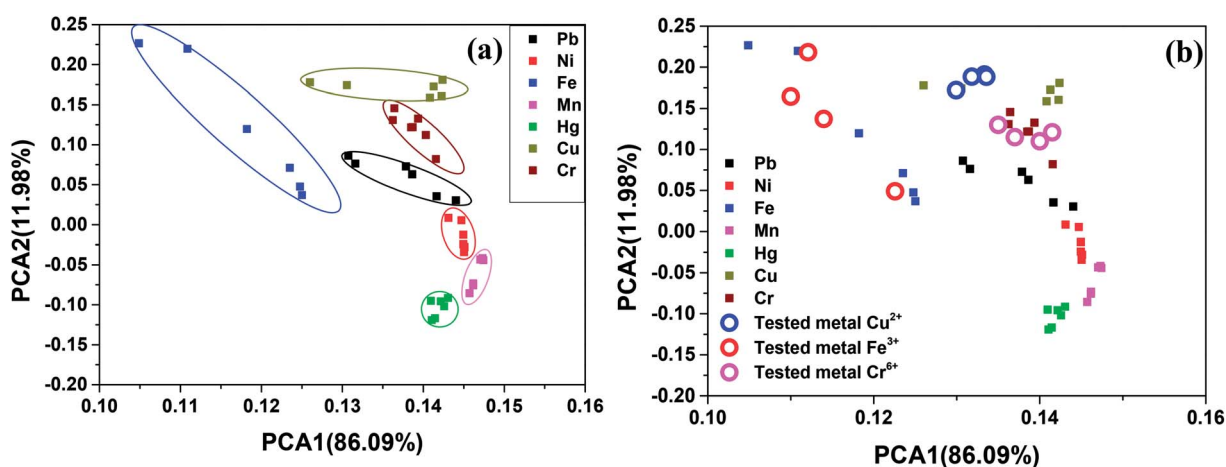 (a)
0.25
0.20
0.15
0.10
0.05
0.00
-0.05
-0.10
-0.15
-0.20
PCA2(11.98%)
0.10
0.11
0.12
0.13
0.14
0.15
0.16
PCA1(86.09%)
Pb
Ni
Fe
Mn
Hg
Cu
Cr
(b)
0.25
0.20
0.15
0.10
0.05
0.00
-0.05
-0.10
-0.15
-0.20
PCA2(11.98%)
Pb
Ni
Fe
Mn
Hg
Cu
Cr
Tested metal Cu²⁺
Tested metal Fe³⁺
Tested metal Cr⁶⁺
0.10
0.12
0.14
0.16
PCA1(86.09%)